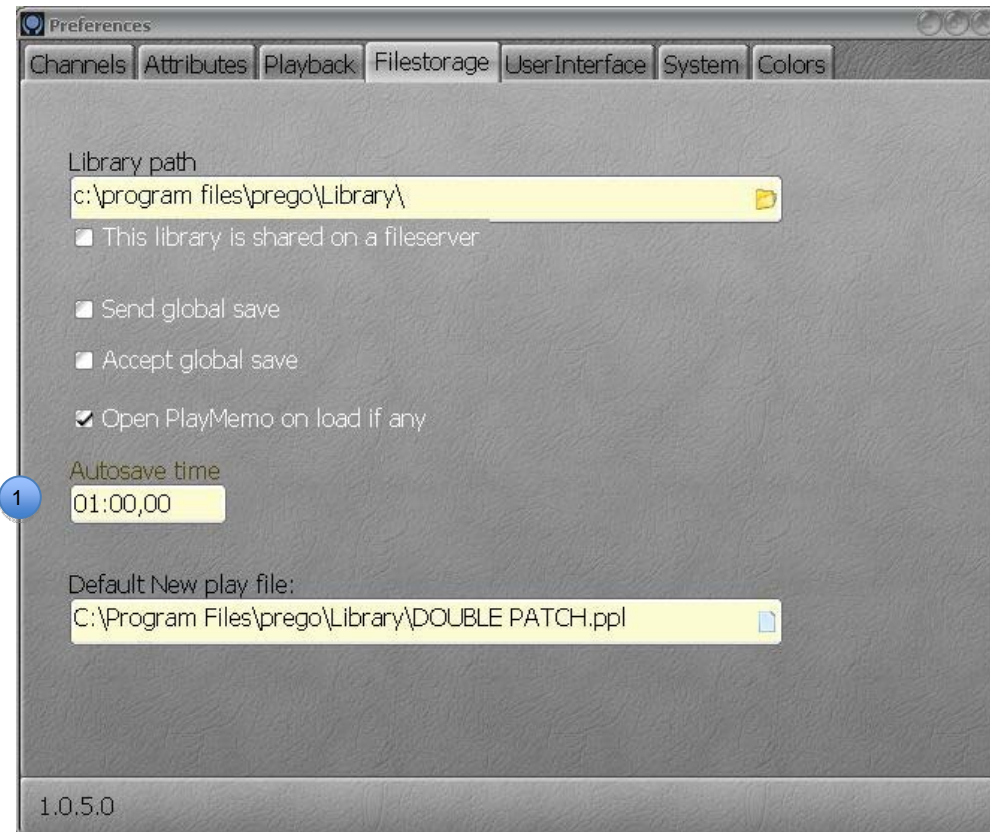 Preferences
Channels Attributes Playback Filestorage UserInterface System Colors
Library path
c:\program files\prego\Library\
This library is shared on a fileserver
Send global save
Accept global save
Open PlayMemo on load if any
Autosave time
1
01:00,00
Default New play file:
C:\Program Files\prego\Library\DOUBLE PATCH.ppl
1.0.5.0